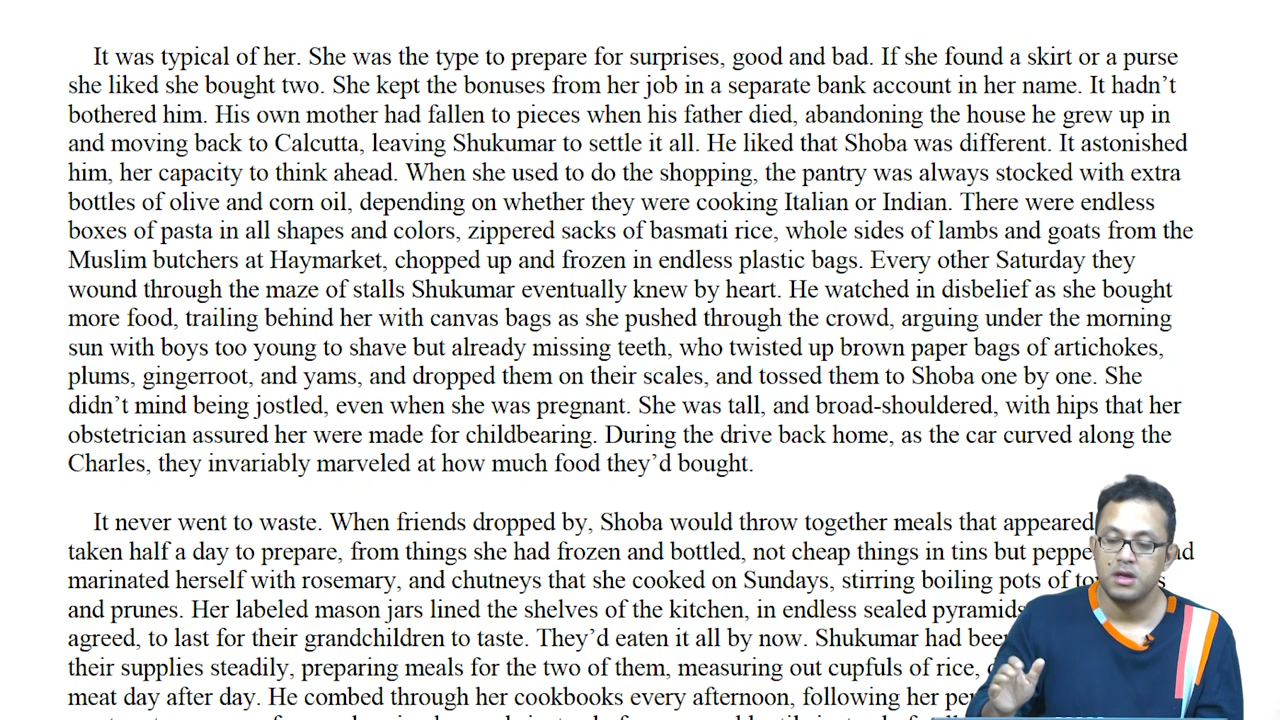 It was typical of her. She was the type to prepare for surprises, good and bad. If she found a skirt or a purse
she liked she bought two. She kept the bonuses from her job in a separate bank account in her name. It hadn’t
bothered him. His own mother had fallen to pieces when his father died, abandoning the house he grew up in
and moving back to Calcutta, leaving Shukumar to settle it all. He liked that Shoba was different. It astonished
him, her capacity to think ahead. When she used to do the shopping, the pantry was always stocked with extra
bottles of olive and corn oil, depending on whether they were cooking Italian or Indian. There were endless
boxes of pasta in all shapes and colors, zippered sacks of basmati rice, whole sides of lambs and goats from the
Muslim butchers at Haymarket, chopped up and frozen in endless plastic bags. Every other Saturday they
wound through the maze of stalls Shukumar eventually knew by heart. He watched in disbelief as she bought
more food, trailing behind her with canvas bags as she pushed through the crowd, arguing under the morning
sun with boys too young to shave but already missing teeth, who twisted up brown paper bags of artichokes,
plums, gingerroot, and yams, and dropped them on their scales, and tossed them to Shoba one by one. She
didn’t mind being jostled, even when she was pregnant. She was tall, and broad-shouldered, with hips that her
obstetrician assured her were made for childbearing. During the drive back home, as the car curved along the
Charles, they invariably marveled at how much food they’d bought.
It never went to waste. When friends dropped by, Shoba would throw together meals that appeared
taken half a day to prepare, from things she had frozen and bottled, not cheap things in tins but
marinated herself with rosemary, and chutneys that she cooked on Sundays, stirring boiling pots of
and prunes. Her labeled mason jars lined the shelves of the kitchen, in endless sealed pyramids
agreed, to last for their grandchildren to taste. They’d eaten it all by now. Shukumar had
their supplies steadily, preparing meals for the two of them, measuring out cupfuls of rice,
meat day after day. He combed through her cookbooks every afternoon, following her